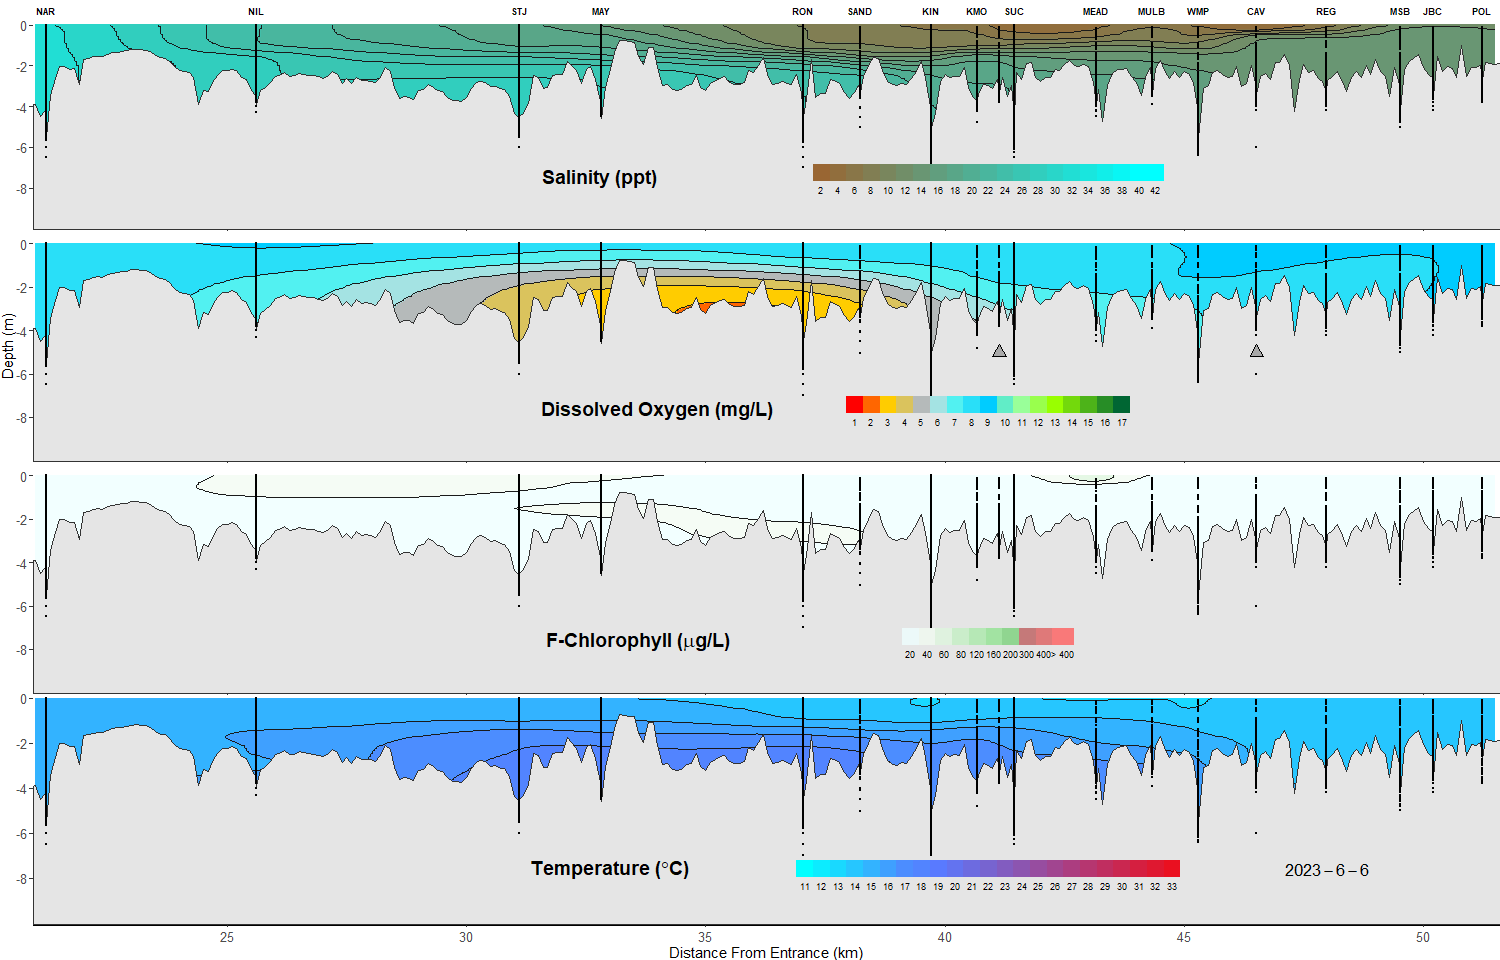 NAR NIL STJ MAY RON SAND KIN KMO SUC MEAD MULB WMP CAV REG MSB JBC POL
0
-2
-4
-6
-8
Salinity (ppt)
2 4 6 8 10 12 14 16 18 20 22 24 26 28 30 32 34 36 38 40 42
0
-2
-4
-6
-8
Depth (m)
Dissolved Oxygen (mg/L)
1 2 3 4 5 6 7 8 9 10 11 12 13 14 15 16 17
0
-2
-4
-6
-8
F-Chlorophyll (μg/L)
20 40 60 80 120 160 200 300 400> 400
0
-2
-4
-6
-8
Temperature (°C)
11 12 13 14 15 16 17 18 19 20 21 22 23 24 25 26 27 28 29 30 31 32 33
2023-6-6
25 30 35 40 45 50
Distance From Entrance (km)